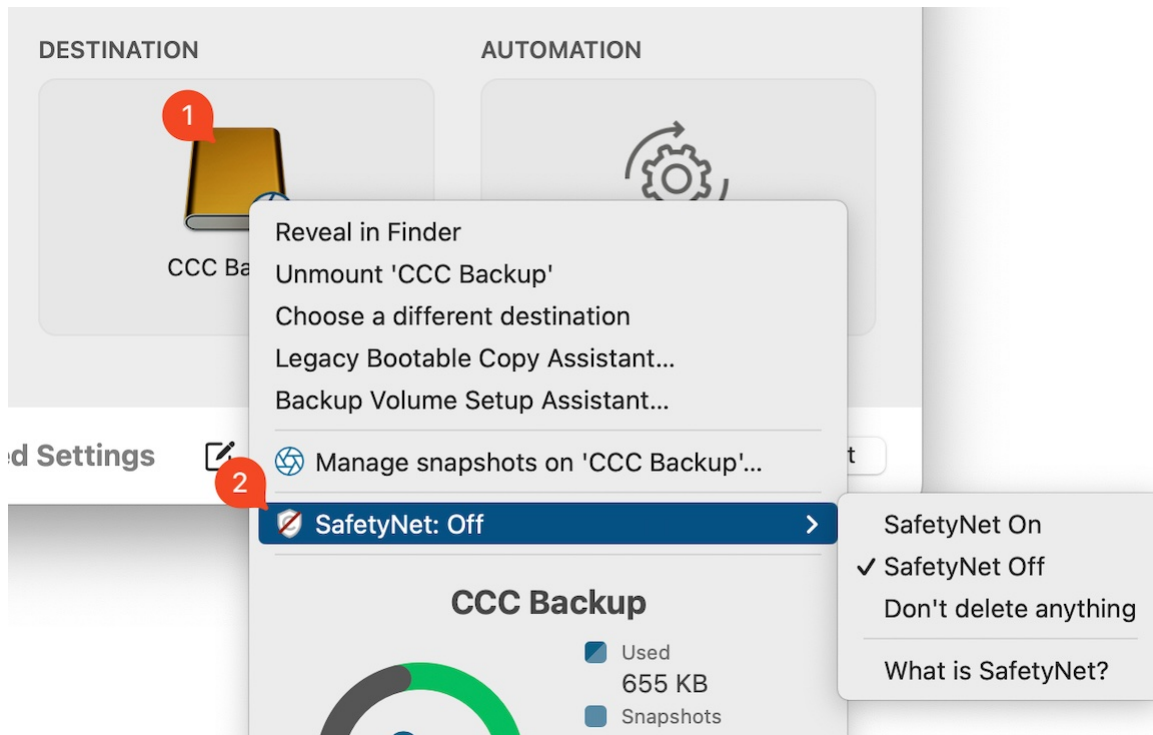 DESTINATION
AUTOMATION
1
CCC Ba
Reveal in Finder
Unmount 'CCC Backup'
Choose a different destination
Legacy Bootable Copy Assistant...
Backup Volume Setup Assistant...
d Settings
Manage snapshots on 'CCC Backup'...
t
2
SafetyNet: Off
SafetyNet On
SafetyNet Off
Don't delete anything
What is SafetyNet?
CCC Backup
Used
655 KB
Snapshots